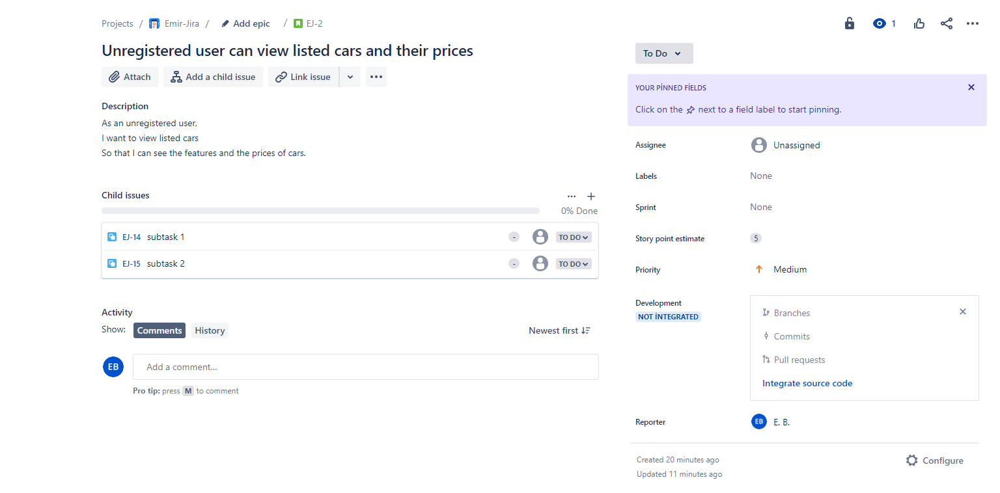 Projects / Emir-Jira / Add epic / EJ-2
1
Unregistered user can view listed cars and their prices
Attach Add a child issue Link issue
Description
As an unregistered user,
I want to view listed cars
So that I can see the features and the prices of cars.
Child issues
0% Done
EJ-14 subtask 1 - TO DO
EJ-15 subtask 2 - TO DO
Activity
Show: Comments History Newest first
EB Add a comment...
Pro tip: press M to comment
To Do
YOUR PİNNED FİELDS
Click on the next to a field label to start pinning.
Assignee Unassigned
Labels None
Sprint None
Story point estimate 5
Priority Medium
Development
NOT İNTEGRATED
Branches
Commits
Pull requests
Integrate source code
Reporter EB E. B.
Created 20 minutes ago
Updated 11 minutes ago
Configure